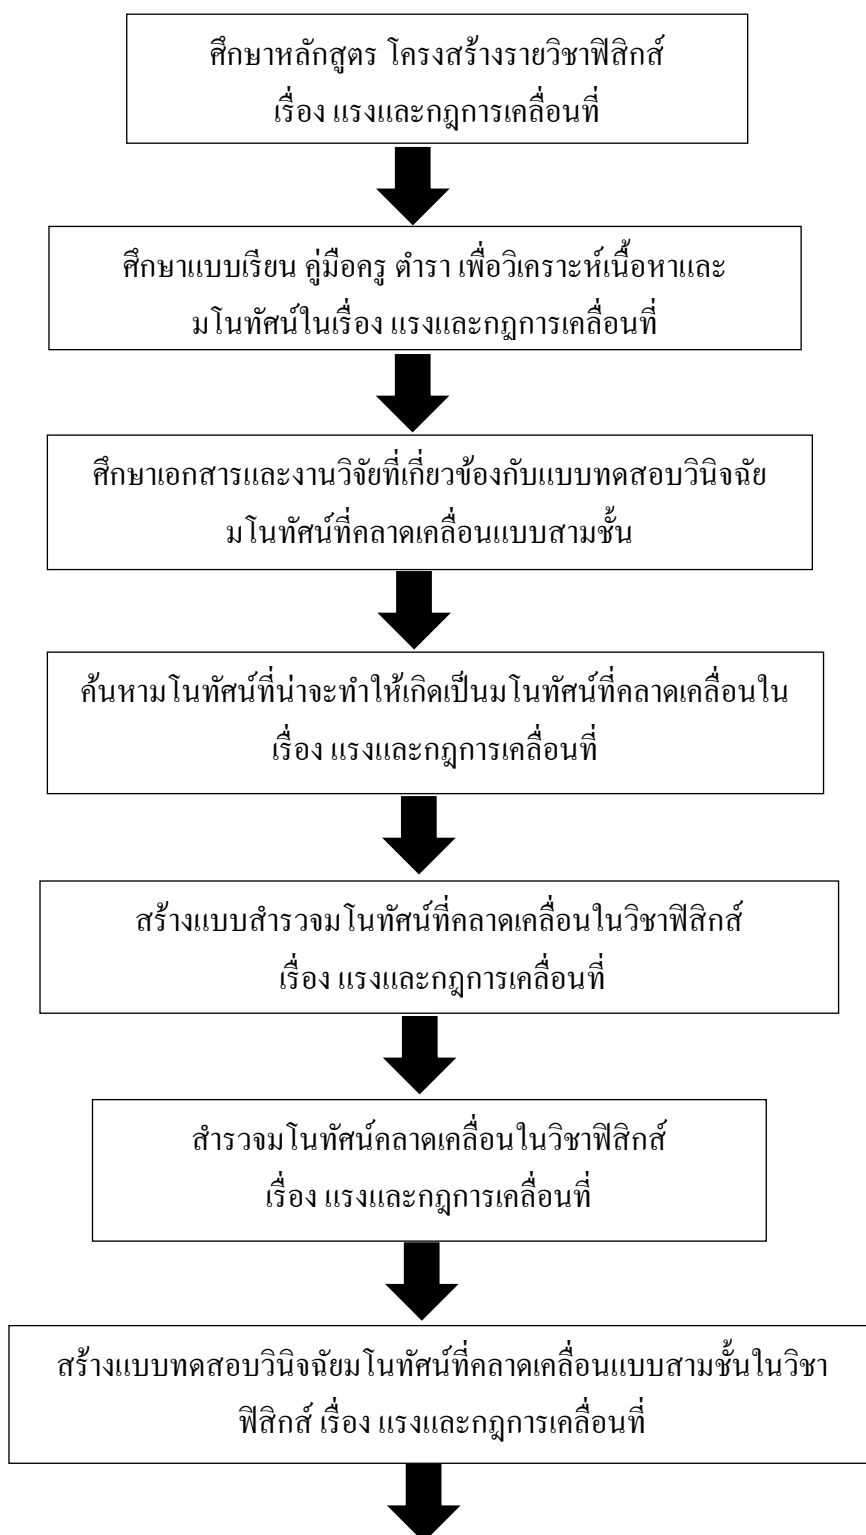 ศึกษาหลักสูตร โครงสร้างรายวิชาฟิสิกส์
เรื่อง แรงและกฎการเคลื่อนที่
ศึกษาแบบเรียน คู่มือครู ตำรา เพื่อวิเคราะห์เนื้อหาและ
มโนทัศน์ในเรื่อง แรงและกฎการเคลื่อนที่
ศึกษาเอกสารและงานวิจัยที่เกี่ยวข้องกับแบบทดสอบวินิจฉัย
มโนทัศน์ที่คลาดเคลื่อนแบบสามชั้น
ค้นหามโนทัศน์ที่น่าจะทำให้เกิดเป็นมโนทัศน์ที่คลาดเคลื่อนใน
เรื่อง แรงและกฎการเคลื่อนที่
สร้างแบบสำรวจมโนทัศน์ที่คลาดเคลื่อนในวิชาฟิสิกส์
เรื่อง แรงและกฎการเคลื่อนที่
สำรวจมโนทัศน์คลาดเคลื่อนในวิชาฟิสิกส์
เรื่อง แรงและกฎการเคลื่อนที่
สร้างแบบทดสอบวินิจฉัยมโนทัศน์ที่คลาดเคลื่อนแบบสามชั้นในวิชา
ฟิสิกส์ เรื่อง แรงและกฎการเคลื่อนที่